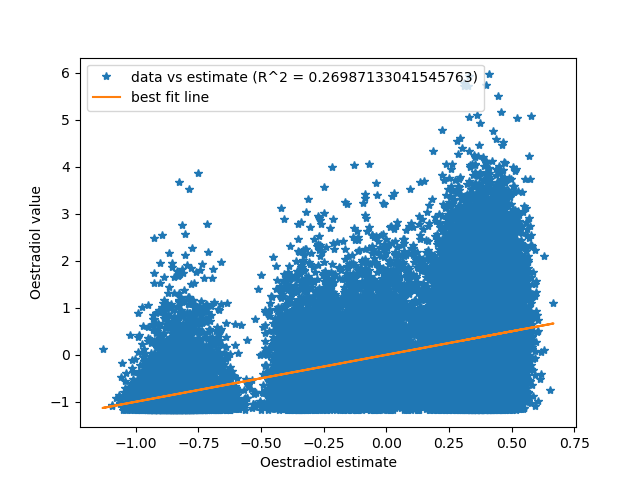 data vs estimate (R^2 = 0.26987133041545763)
best fit line
6
5
4
3
2
1
0
−1
Oestradiol value
−1.00 −0.75 −0.50 −0.25 0.00 0.25 0.50 0.75
Oestradiol estimate